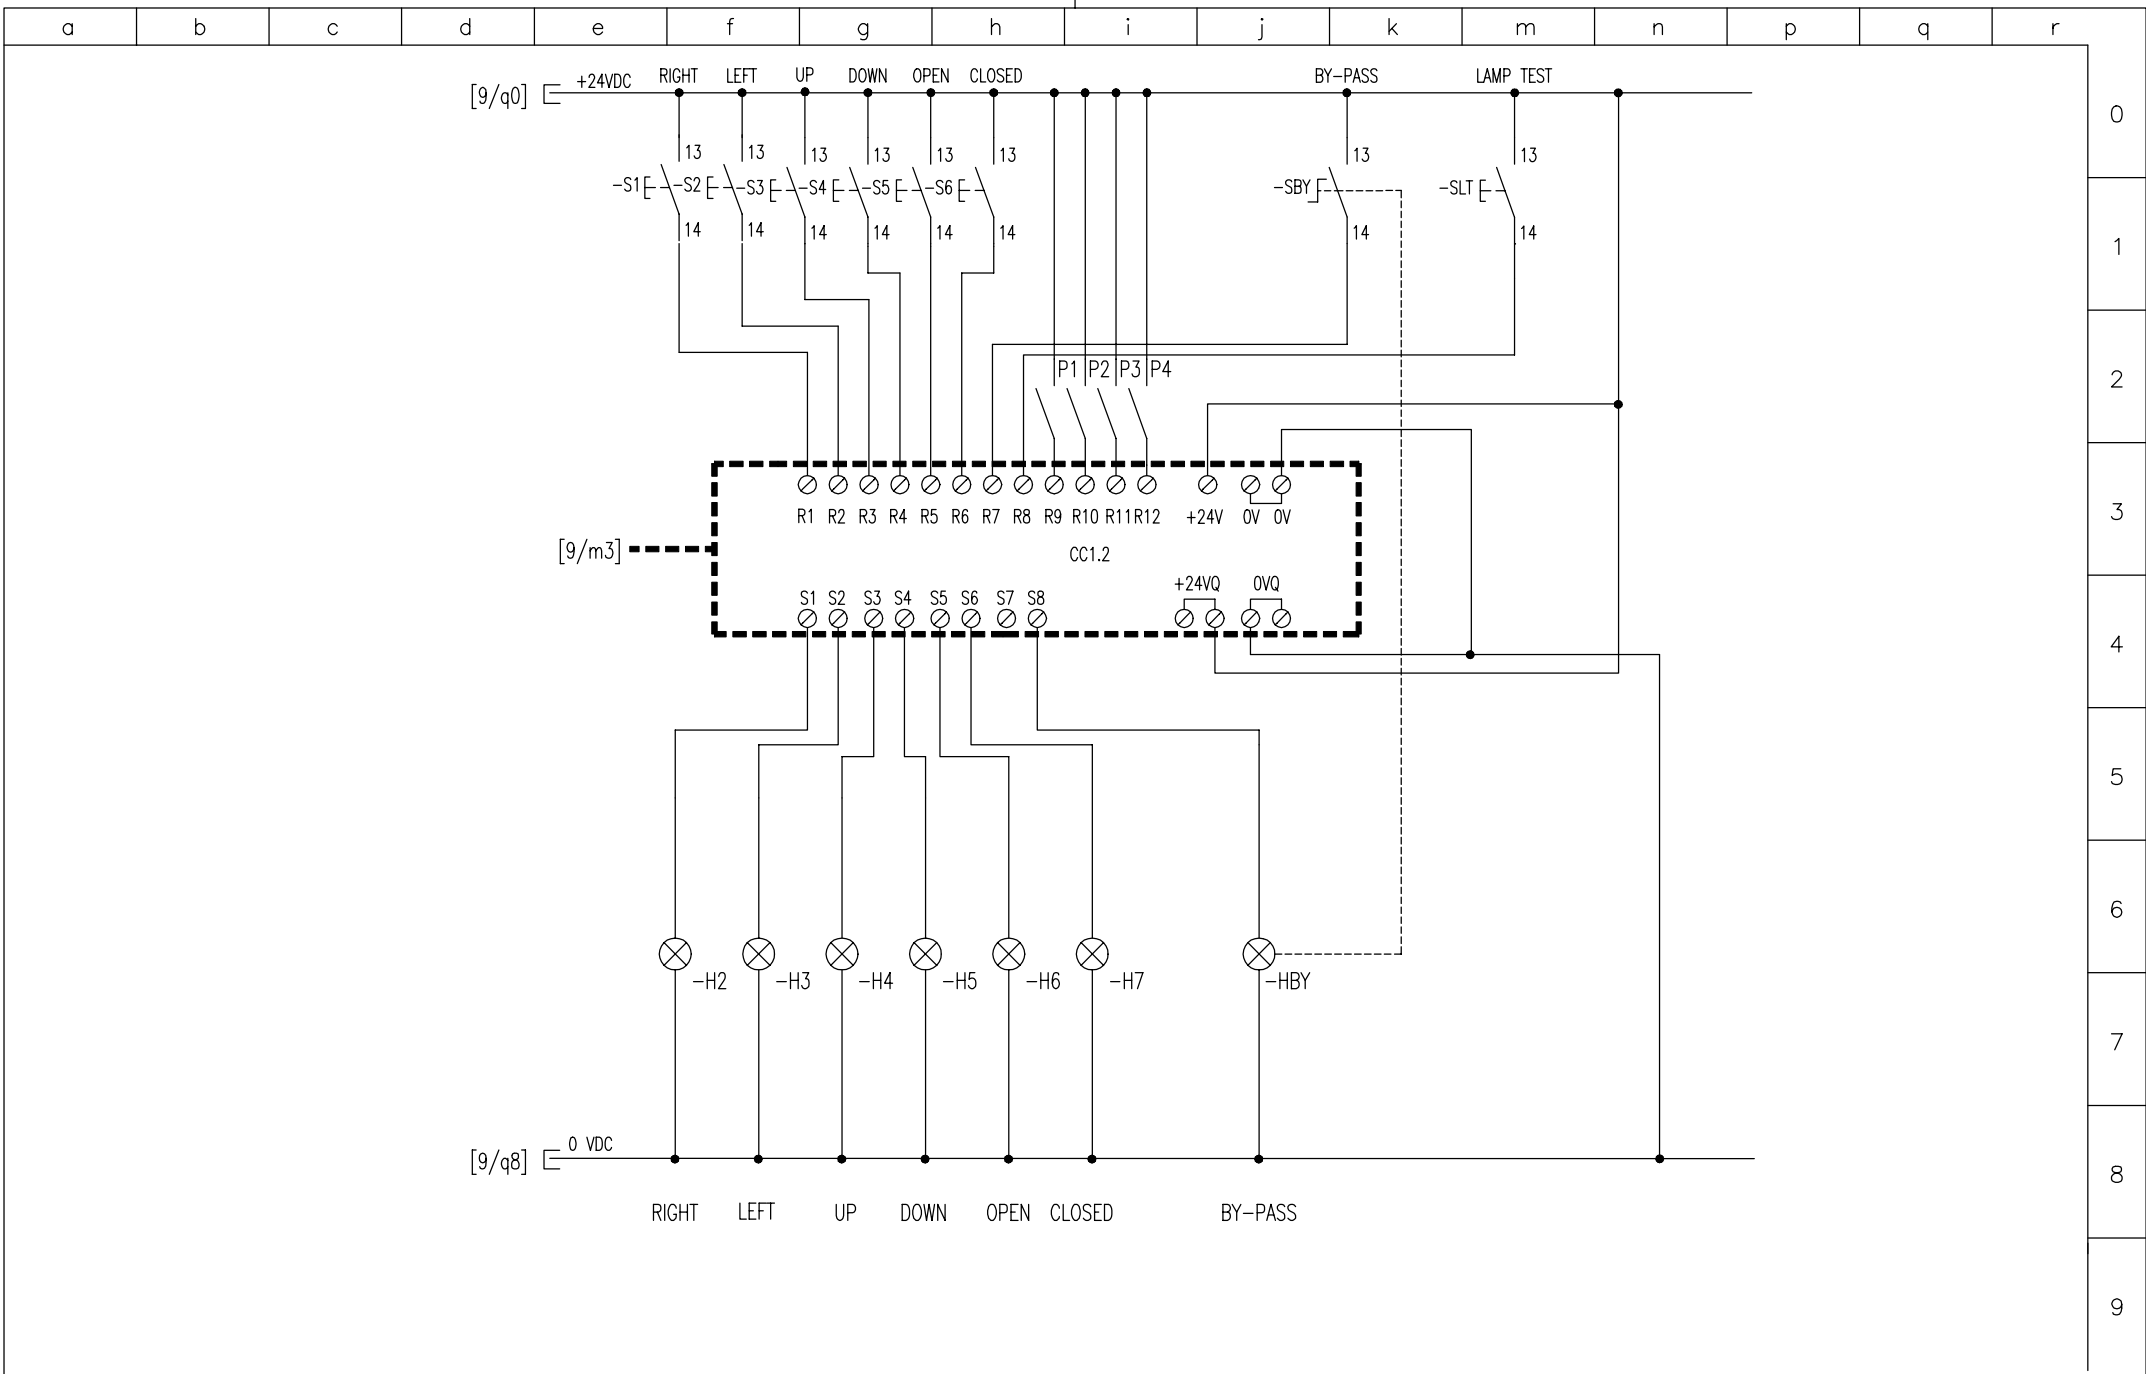 a b c d e f g h i j k m n p q r
RIGHT LEFT UP DOWN OPEN CLOSED BY-PASS LAMP TEST
[9/q0] +24VDC
0
13 13 13 13 13 13 13 13
-S1 -S2 -S3 -S4 -S5 -S6 -SBY -SLT
14 14 14 14 14 14 14 14
1
P1 P2 P3 P4
2
R1 R2 R3 R4 R5 R6 R7 R8 R9 R10 R11 R12 +24V 0V 0V
3
[9/m3] CC1.2
+24VQ 0VQ
S1 S2 S3 S4 S5 S6 S7 S8
4
5
6
-H2 -H3 -H4 -H5 -H6 -H7 -HBY
7
0 VDC
[9/q8]
8
RIGHT LEFT UP DOWN OPEN CLOSED BY-PASS
9